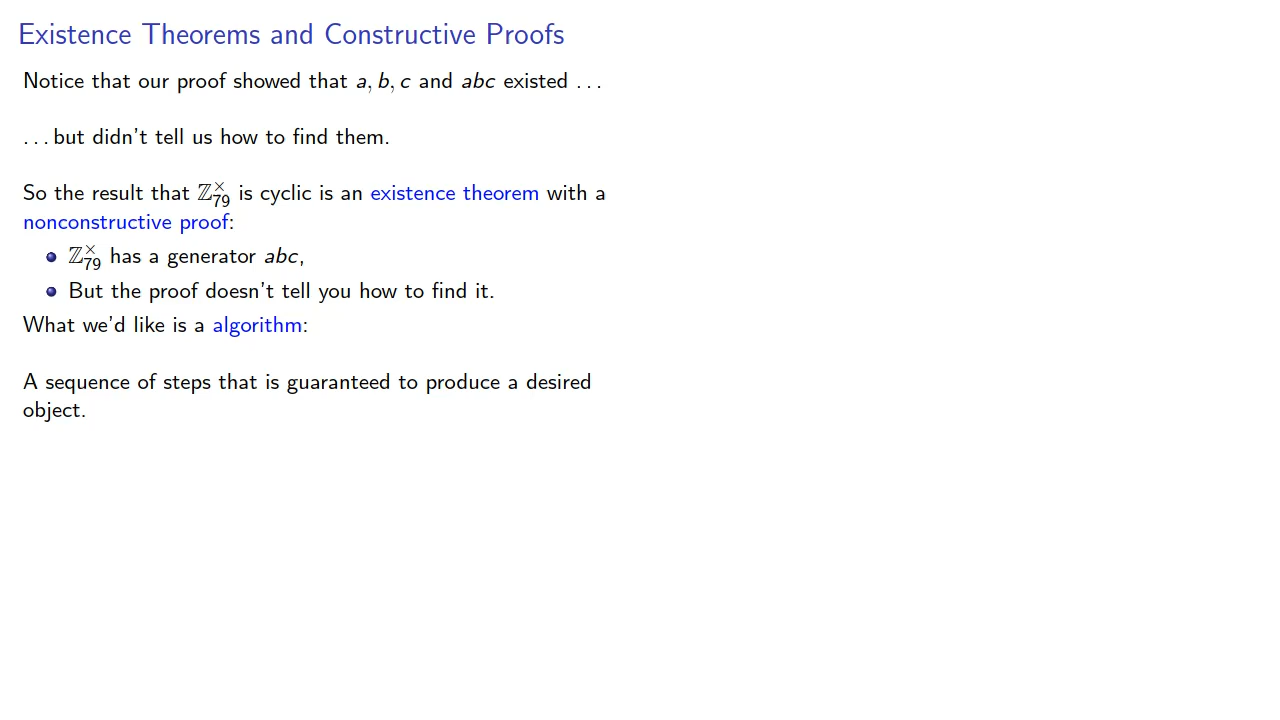 Existence Theorems and Constructive Proofs
Notice that our proof showed that a, b, c and abc existed ...
... but didn't tell us how to find them.
So the result that ℤ₇₉^× is cyclic is an existence theorem with a
nonconstructive proof:
• ℤ₇₉^× has a generator abc,
• But the proof doesn't tell you how to find it.
What we'd like is a algorithm:
A sequence of steps that is guaranteed to produce a desired
object.